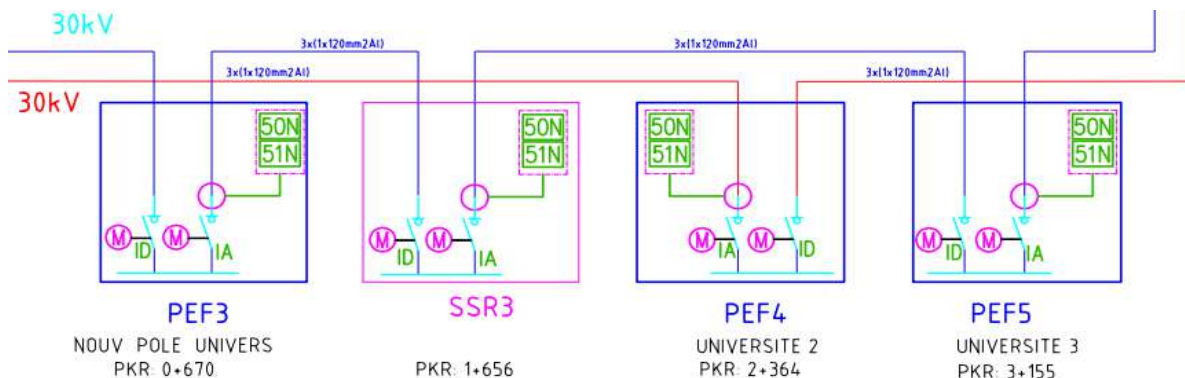 30kV
3x(1x120mm2Al)
3x(1x120mm2Al)
3x(1x120mm2Al)
3x(1x120mm2Al)
30kV
50N
51N
M
ID
M
IA
50N
51N
M
ID
M
IA
50N
51N
M
IA
M
ID
50N
51N
M
ID
M
IA
PEF3
SSR3
PEF4
PEF5
NOUV POLE UNIVERS
UNIVERSITE 2
UNIVERSITE 3
PKR: 0+670
PKR: 1+656
PKR: 2+364
PKR: 3+155